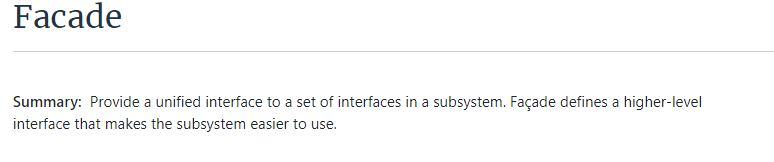 Facade
Summary: Provide a unified interface to a set of interfaces in a subsystem. Façade defines a higher-level
interface that makes the subsystem easier to use.